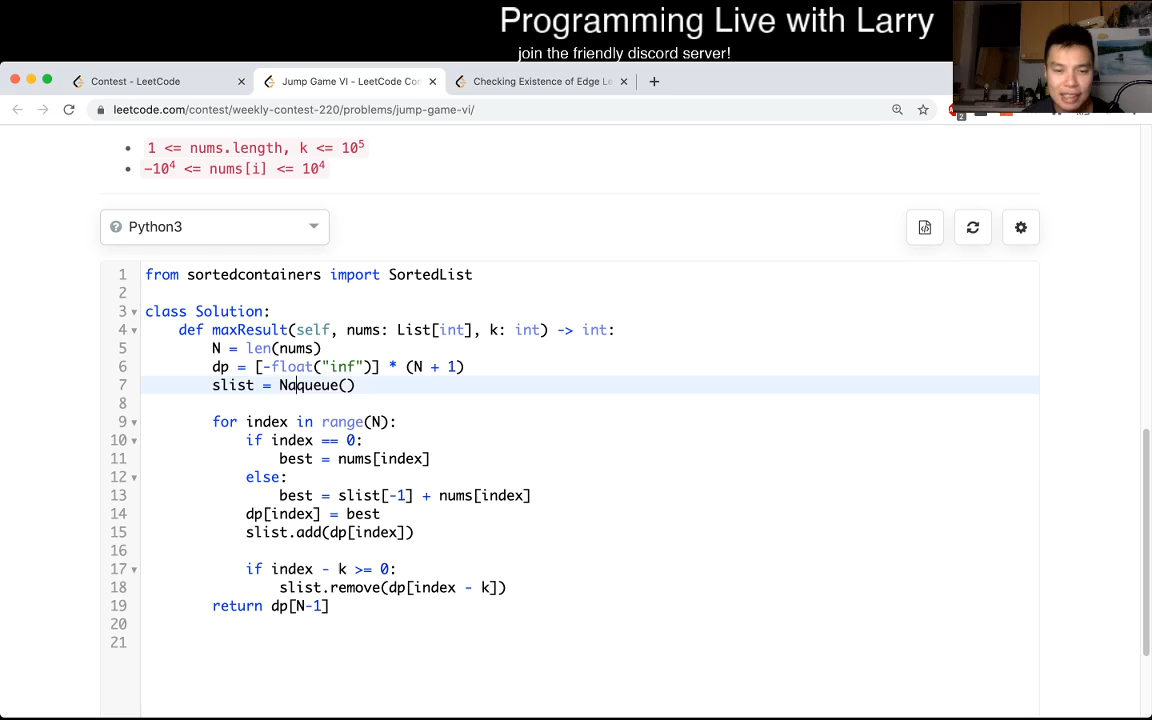 Programming Live with Larry
join the friendly discord server!
Contest - LeetCode
Jump Game VI - LeetCode Con
Checking Existence of Edge Le
leetcode.com/contest/weekly-contest-220/problems/jump-game-vi/
2
• 1 <= nums.length, k <= 10⁵
• -10⁴ <= nums[i] <= 10⁴
Python3
1 from sortedcontainers import SortedList
2
3 class Solution:
4 def maxResult(self, nums: List[int], k: int) -> int:
5 N = len(nums)
6 dp = [-float("inf")] * (N + 1)
7 slist = Naqueue()
8
9 for index in range(N):
10 if index == 0:
11 best = nums[index]
12 else:
13 best = slist[-1] + nums[index]
14 dp[index] = best
15 slist.add(dp[index])
16
17 if index - k >= 0:
18 slist.remove(dp[index - k])
19 return dp[N-1]
20
21